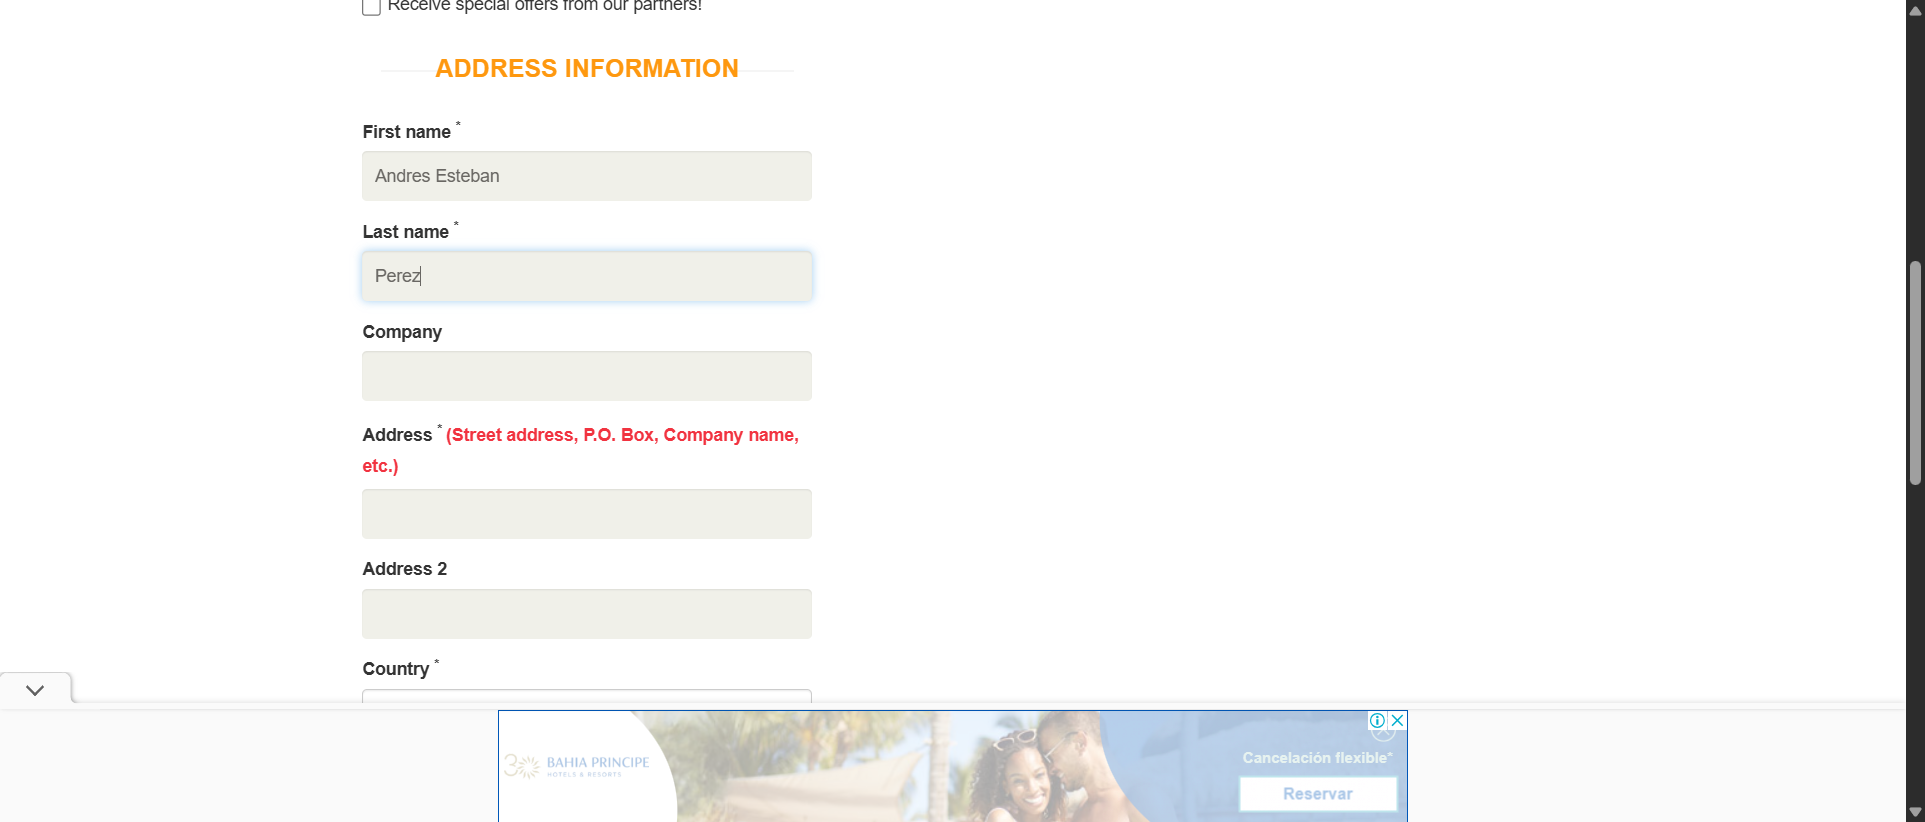 Receive special offers from our partners!
ADDRESS INFORMATION
First name *
Andres Esteban
Last name *
Perez
Company
Address * (Street address, P.O. Box, Company name,
etc.)
Address 2
Country *
30 BAHIA PRINCIPE
HOTELS & RESORTS
Cancelación flexible*
Reservar